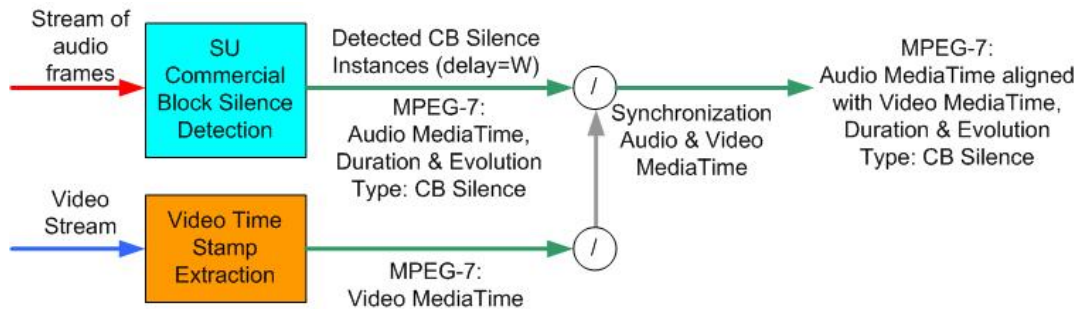 Stream of
audio
frames
SU
Commercial
Block Silence
Detection
Detected CB Silence
Instances (delay=W)
MPEG-7:
Audio MediaTime,
Duration & Evolution
Type: CB Silence
/
Synchronization
Audio & Video
MediaTime
MPEG-7:
Audio MediaTime aligned
with Video MediaTime,
Duration & Evolution
Type: CB Silence
Video
Stream
Video Time
Stamp
Extraction
MPEG-7:
Video MediaTime
/